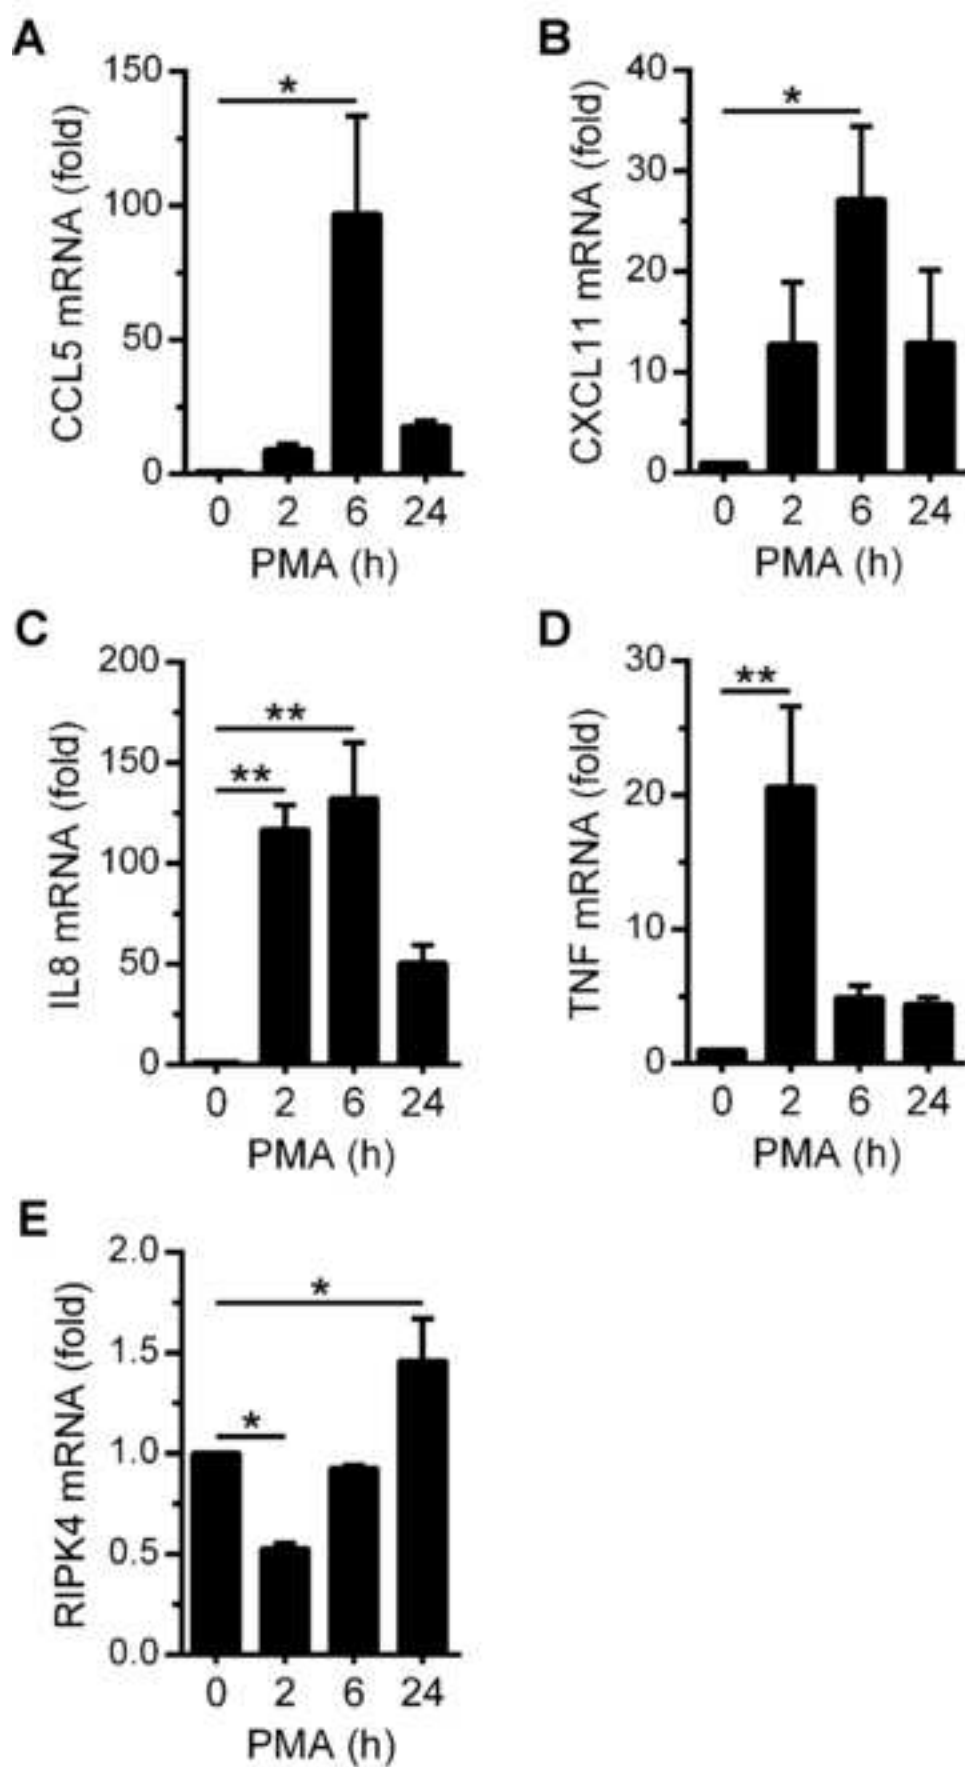 A
CCL5 mRNA (fold)
150
100
50
0
*
0 2 6 24
PMA (h)
B
CXCL11 mRNA (fold)
40
30
20
10
0
*
0 2 6 24
PMA (h)
C
IL8 mRNA (fold)
200
150
100
50
0
**
**
0 2 6 24
PMA (h)
D
TNF mRNA (fold)
30
20
10
0
**
0 2 6 24
PMA (h)
E
RIPK4 mRNA (fold)
2.0
1.5
1.0
0.5
0.0
*
*
0 2 6 24
PMA (h)